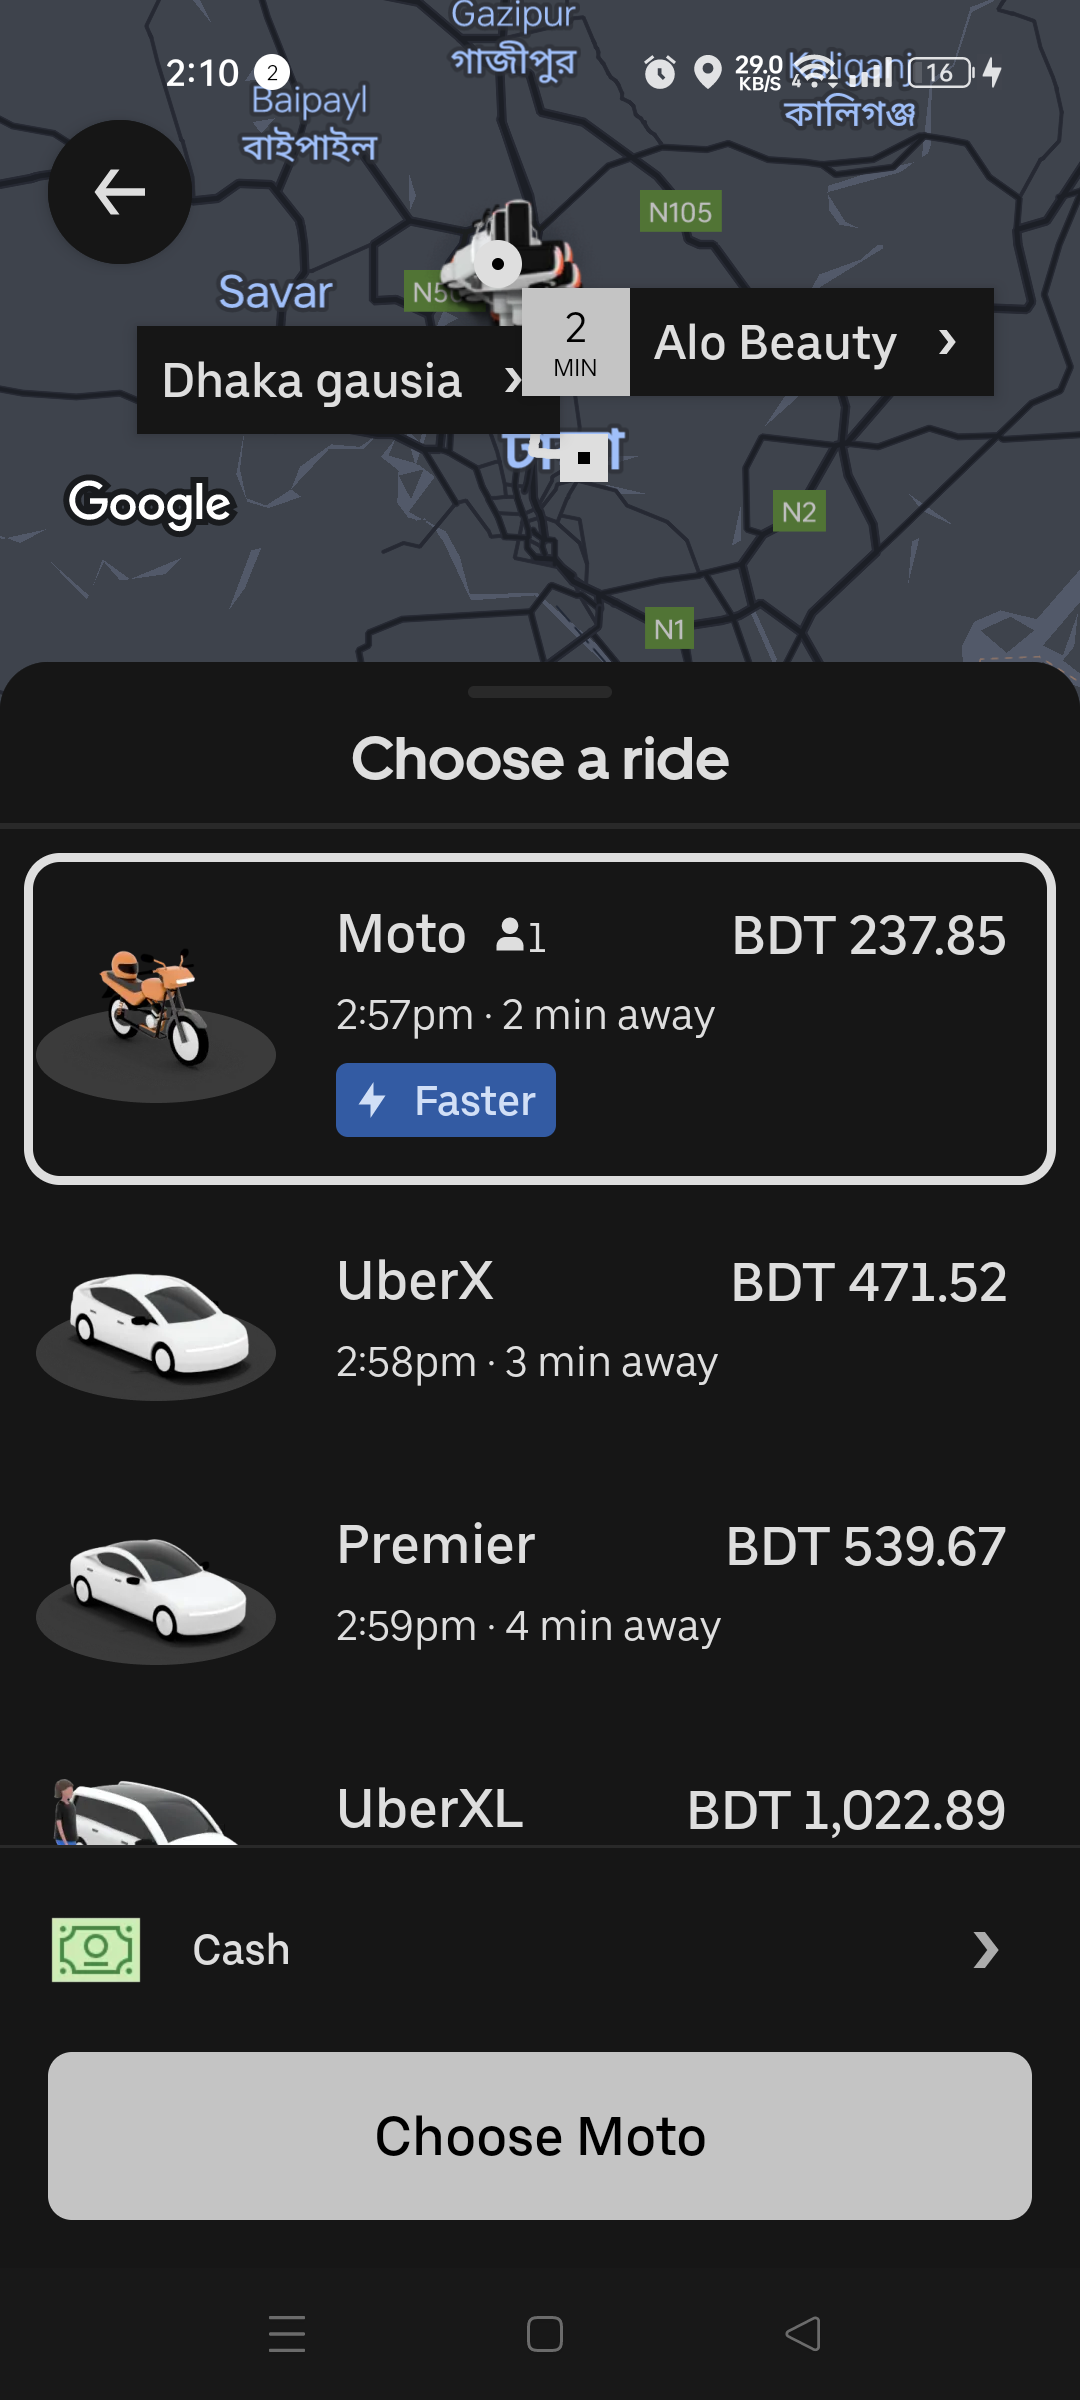 Gazipur
গাজীপুর
2:10 2
29.0
KB/S
4
16
Kaliganj
কালিগঞ্জ
Baipayl
বাইপাইল
N105
Savar
2
MIN
Alo Beauty
Dhaka gausia
Google
N2
N1
Choose a ride
Moto 1 BDT 237.85
2:57pm · 2 min away
Faster
UberX BDT 471.52
2:58pm · 3 min away
Premier BDT 539.67
2:59pm · 4 min away
UberXL BDT 1,022.89
Cash
Choose Moto